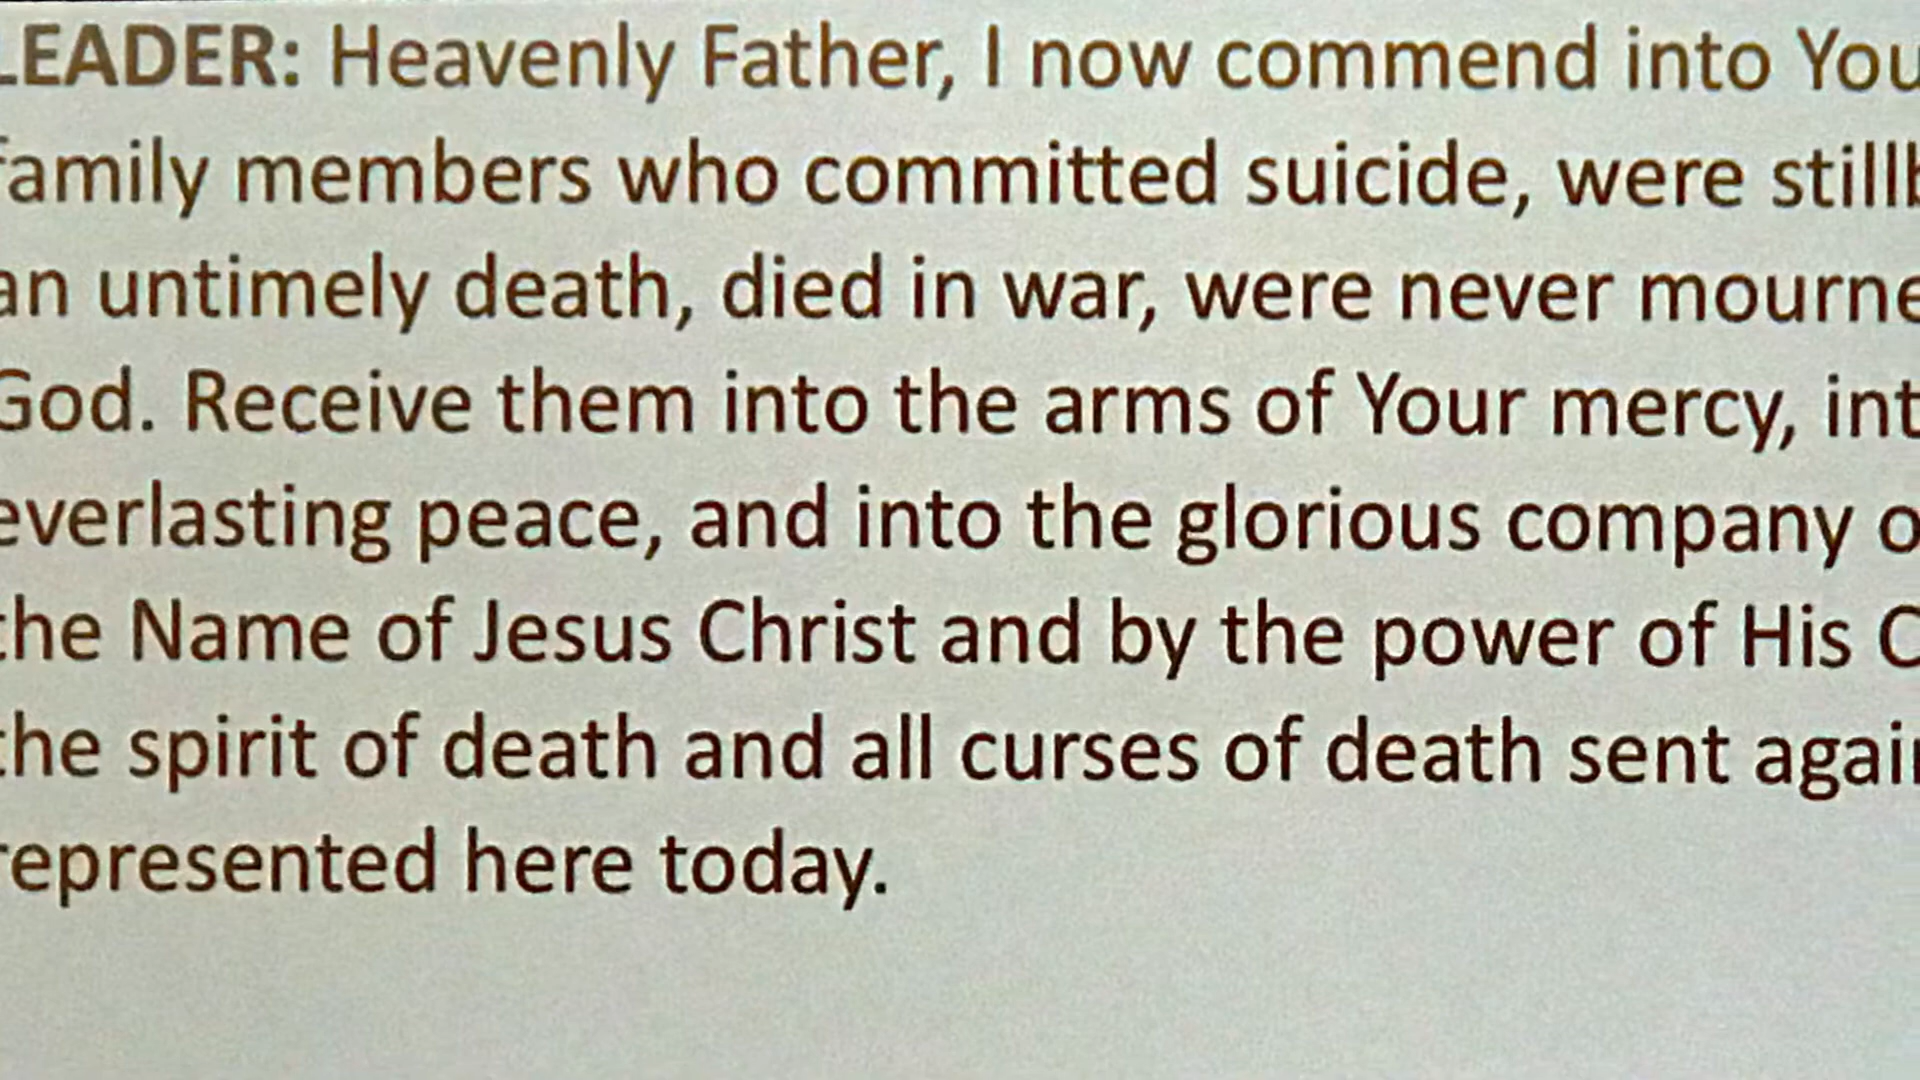 LEADER: Heavenly Father, I now commend into You
family members who committed suicide, were stillb
an untimely death, died in war, were never mourne
God. Receive them into the arms of Your mercy, int
everlasting peace, and into the glorious company o
the Name of Jesus Christ and by the power of His C
the spirit of death and all curses of death sent again
represented here today.